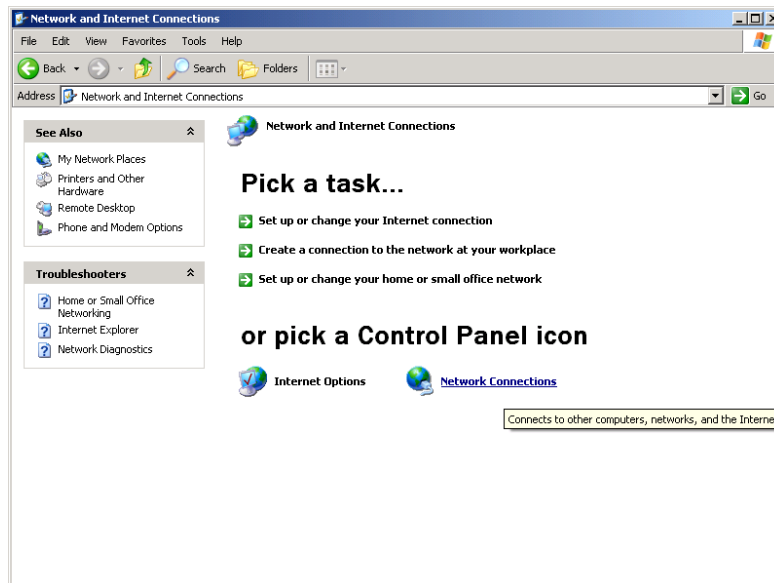 Network and Internet Connections
File Edit View Favorites Tools Help
Back Search Folders
Address Network and Internet Connections Go
See Also
My Network Places
Printers and Other
Hardware
Remote Desktop
Phone and Modem Options
Troubleshooters
Home or Small Office
Networking
Internet Explorer
Network Diagnostics
Network and Internet Connections
Pick a task...
Set up or change your Internet connection
Create a connection to the network at your workplace
Set up or change your home or small office network
or pick a Control Panel icon
Internet Options Network Connections
Connects to other computers, networks, and the Interne